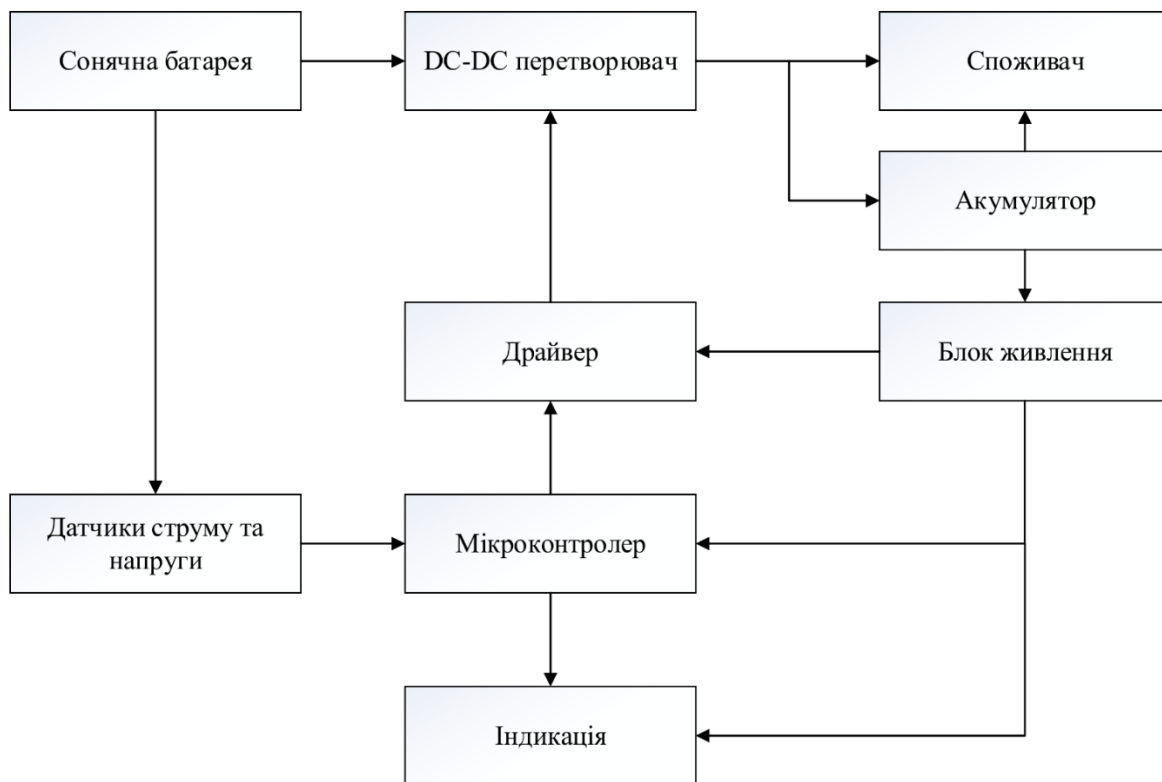 Сонячна батарея
DC-DC перетворювач
Споживач
Акумулятор
Драйвер
Блок живлення
Датчики струму та
напруги
Мікроконтролер
Індикація